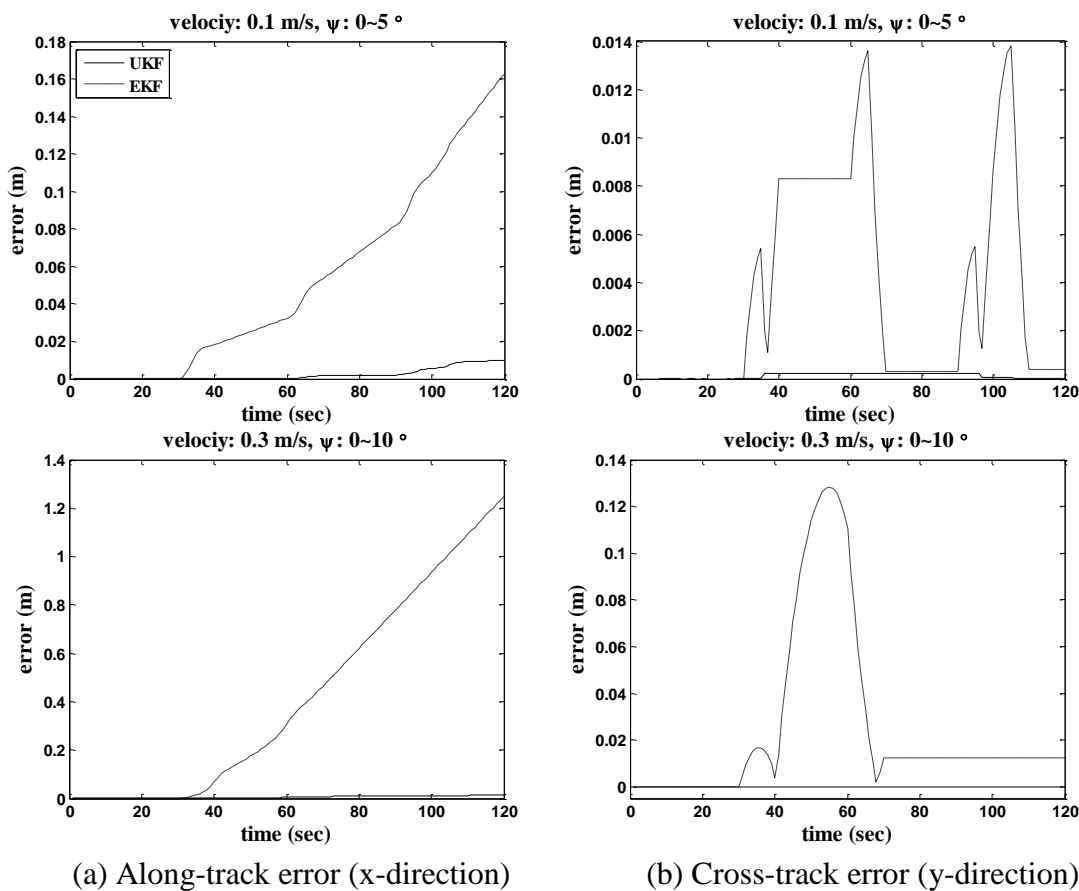 velociy: 0.1 m/s, ψ: 0~5 °
0.18
0.16
0.14
0.12
0.1
0.08
0.06
0.04
0.02
0
UKF
EKF
error (m)
0 20 40 60 80 100 120
time (sec)
velociy: 0.1 m/s, ψ: 0~5 °
0.014
0.012
0.01
0.008
0.006
0.004
0.002
0
error (m)
0 20 40 60 80 100 120
time (sec)
velociy: 0.3 m/s, ψ: 0~10 °
1.4
1.2
1
0.8
0.6
0.4
0.2
0
error (m)
0 20 40 60 80 100 120
time (sec)
velociy: 0.3 m/s, ψ: 0~10 °
0.14
0.12
0.1
0.08
0.06
0.04
0.02
0
error (m)
0 20 40 60 80 100 120
time (sec)
(a) Along-track error (x-direction)
(b) Cross-track error (y-direction)